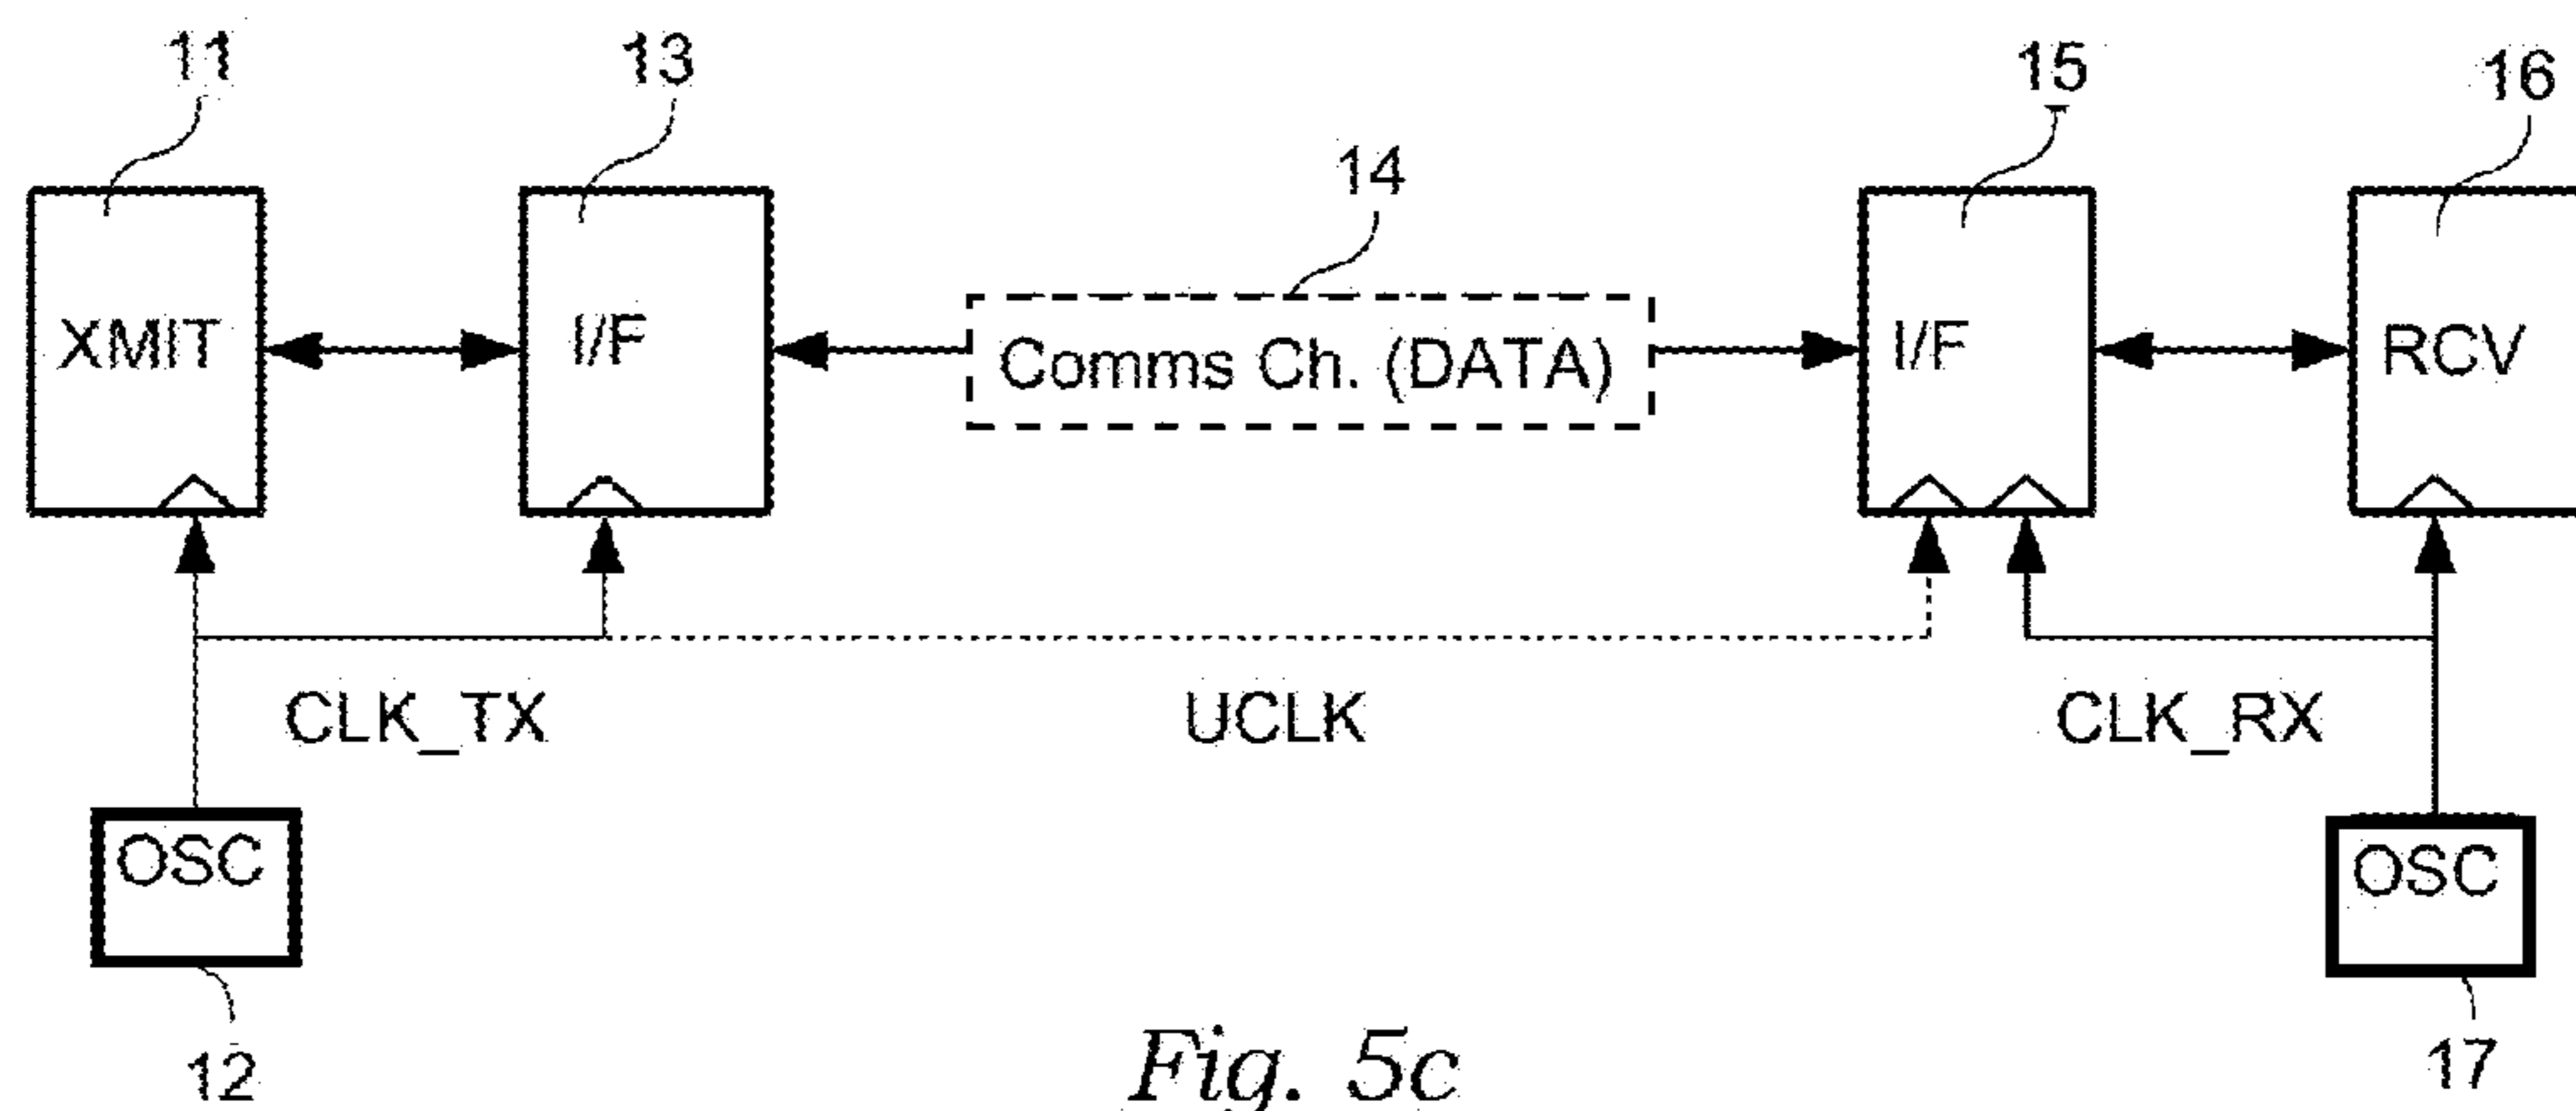 11
13
14
15
16
XMIT
I/F
Comms Ch. (DATA)
I/F
RCV
CLK_TX
UCLK
CLK_RX
OSC
OSC
12
17
Fig. 5c